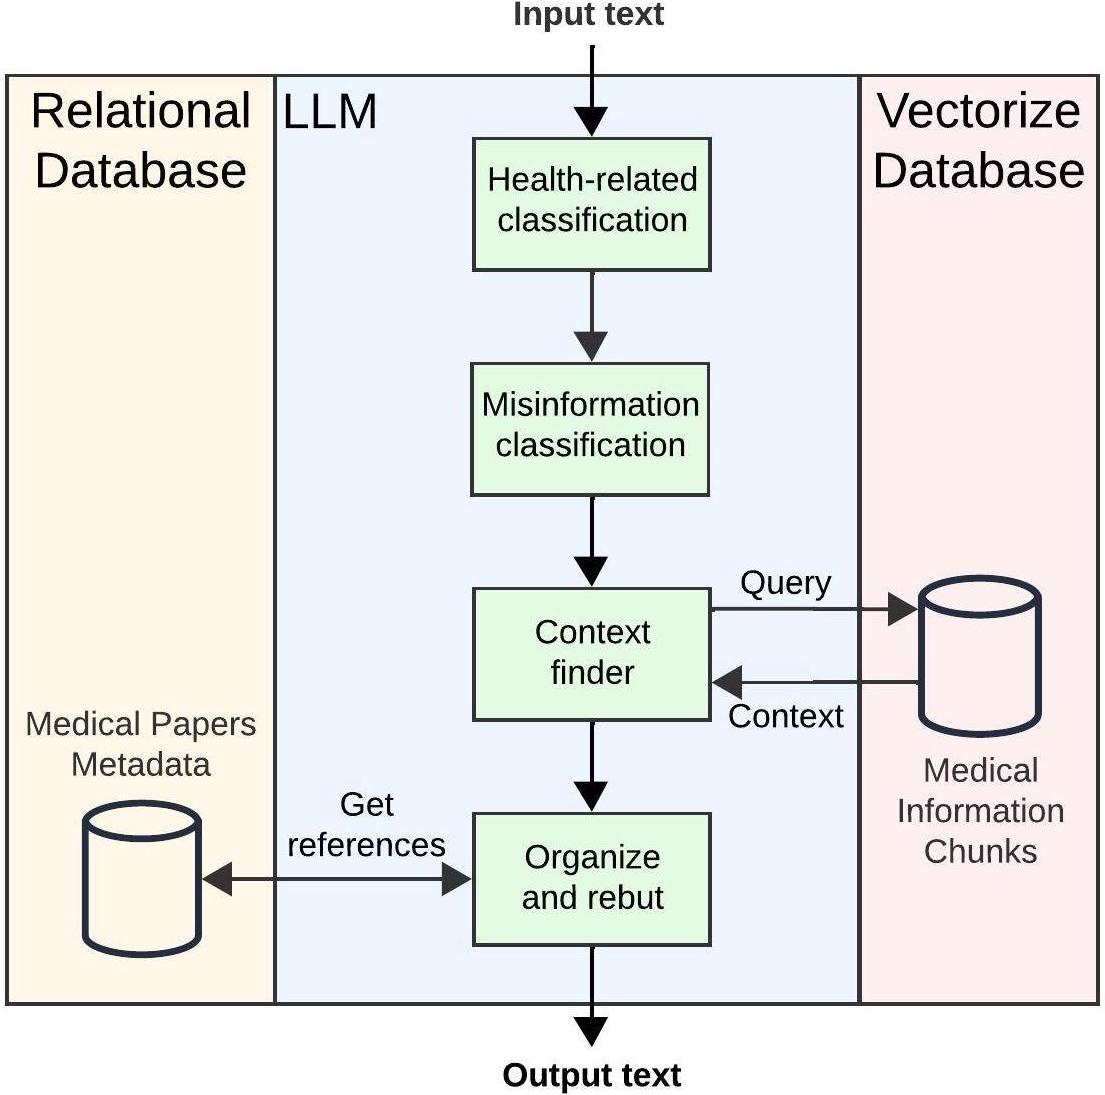 Input text
Relational
Database
LLM
Vectorize
Database
Health-related
classification
Misinformation
classification
Query
Context
finder
Context
Medical Papers
Metadata
Medical
Information
Chunks
Get
references
Organize
and rebut
Output text